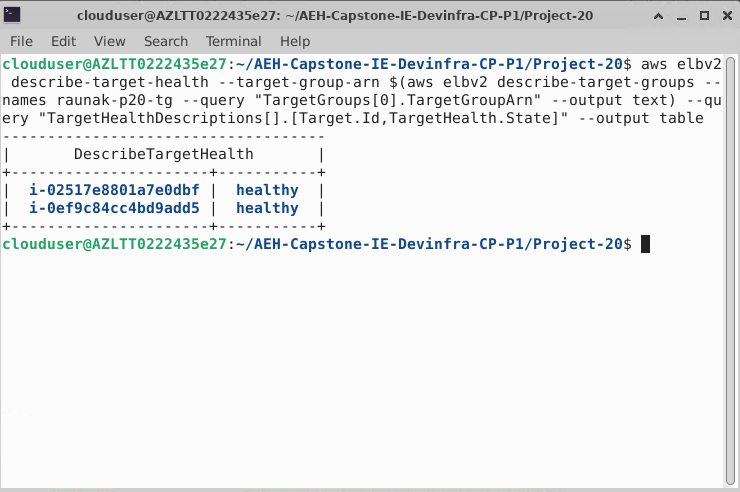 clouduser@AZLTT0222435e27: ~/AEH-Capstone-IE-Devinfra-CP-P1/Project-20
File Edit View Search Terminal Help
clouduser@AZLTT0222435e27:~/AEH-Capstone-IE-Devinfra-CP-P1/Project-20$ aws elbv2
 describe-target-health --target-group-arn $(aws elbv2 describe-target-groups --
names raunak-p20-tg --query "TargetGroups[0].TargetGroupArn" --output text) --qu
ery "TargetHealthDescriptions[].[Target.Id,TargetHealth.State]" --output table
------------------------------------
|       DescribeTargetHealth       |
+----------------------+-----------+
|  i-02517e8801a7e0dbf |  healthy  |
|  i-0ef9c84cc4bd9add5 |  healthy  |
+----------------------+-----------+
clouduser@AZLTT0222435e27:~/AEH-Capstone-IE-Devinfra-CP-P1/Project-20$